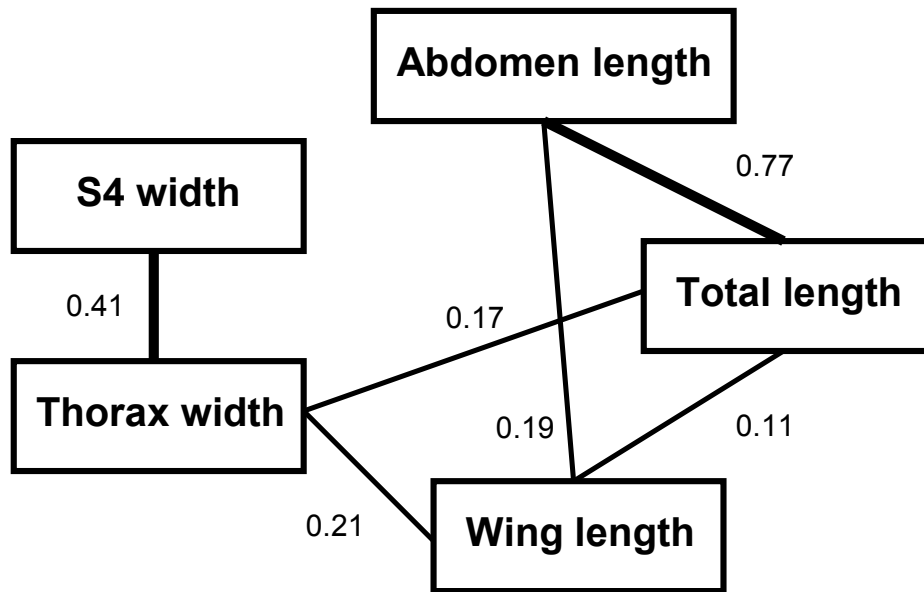 Abdomen length
0.77
S4 width
Total length
0.41
0.17
Thorax width
0.19
0.11
0.21
Wing length